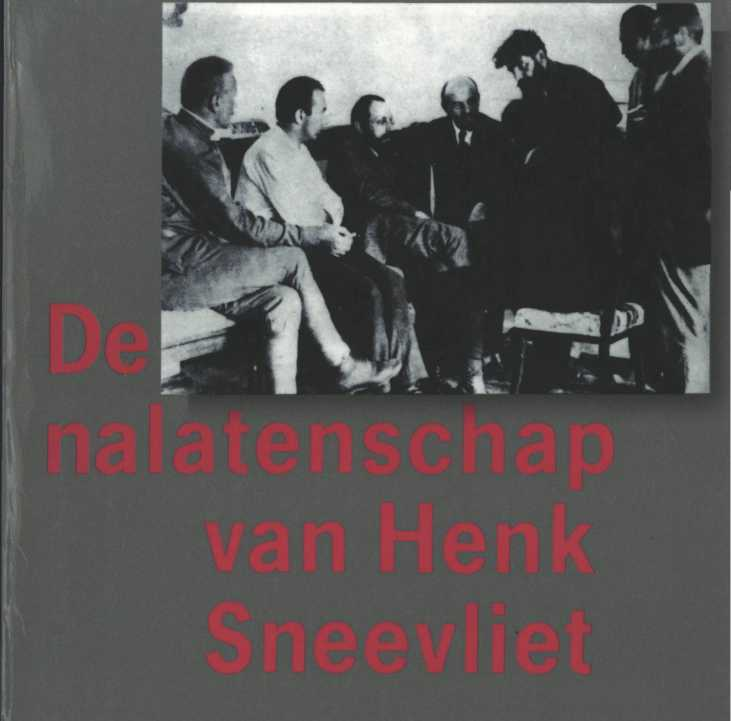 De
nalatenschap
van Henk
Sneevliet